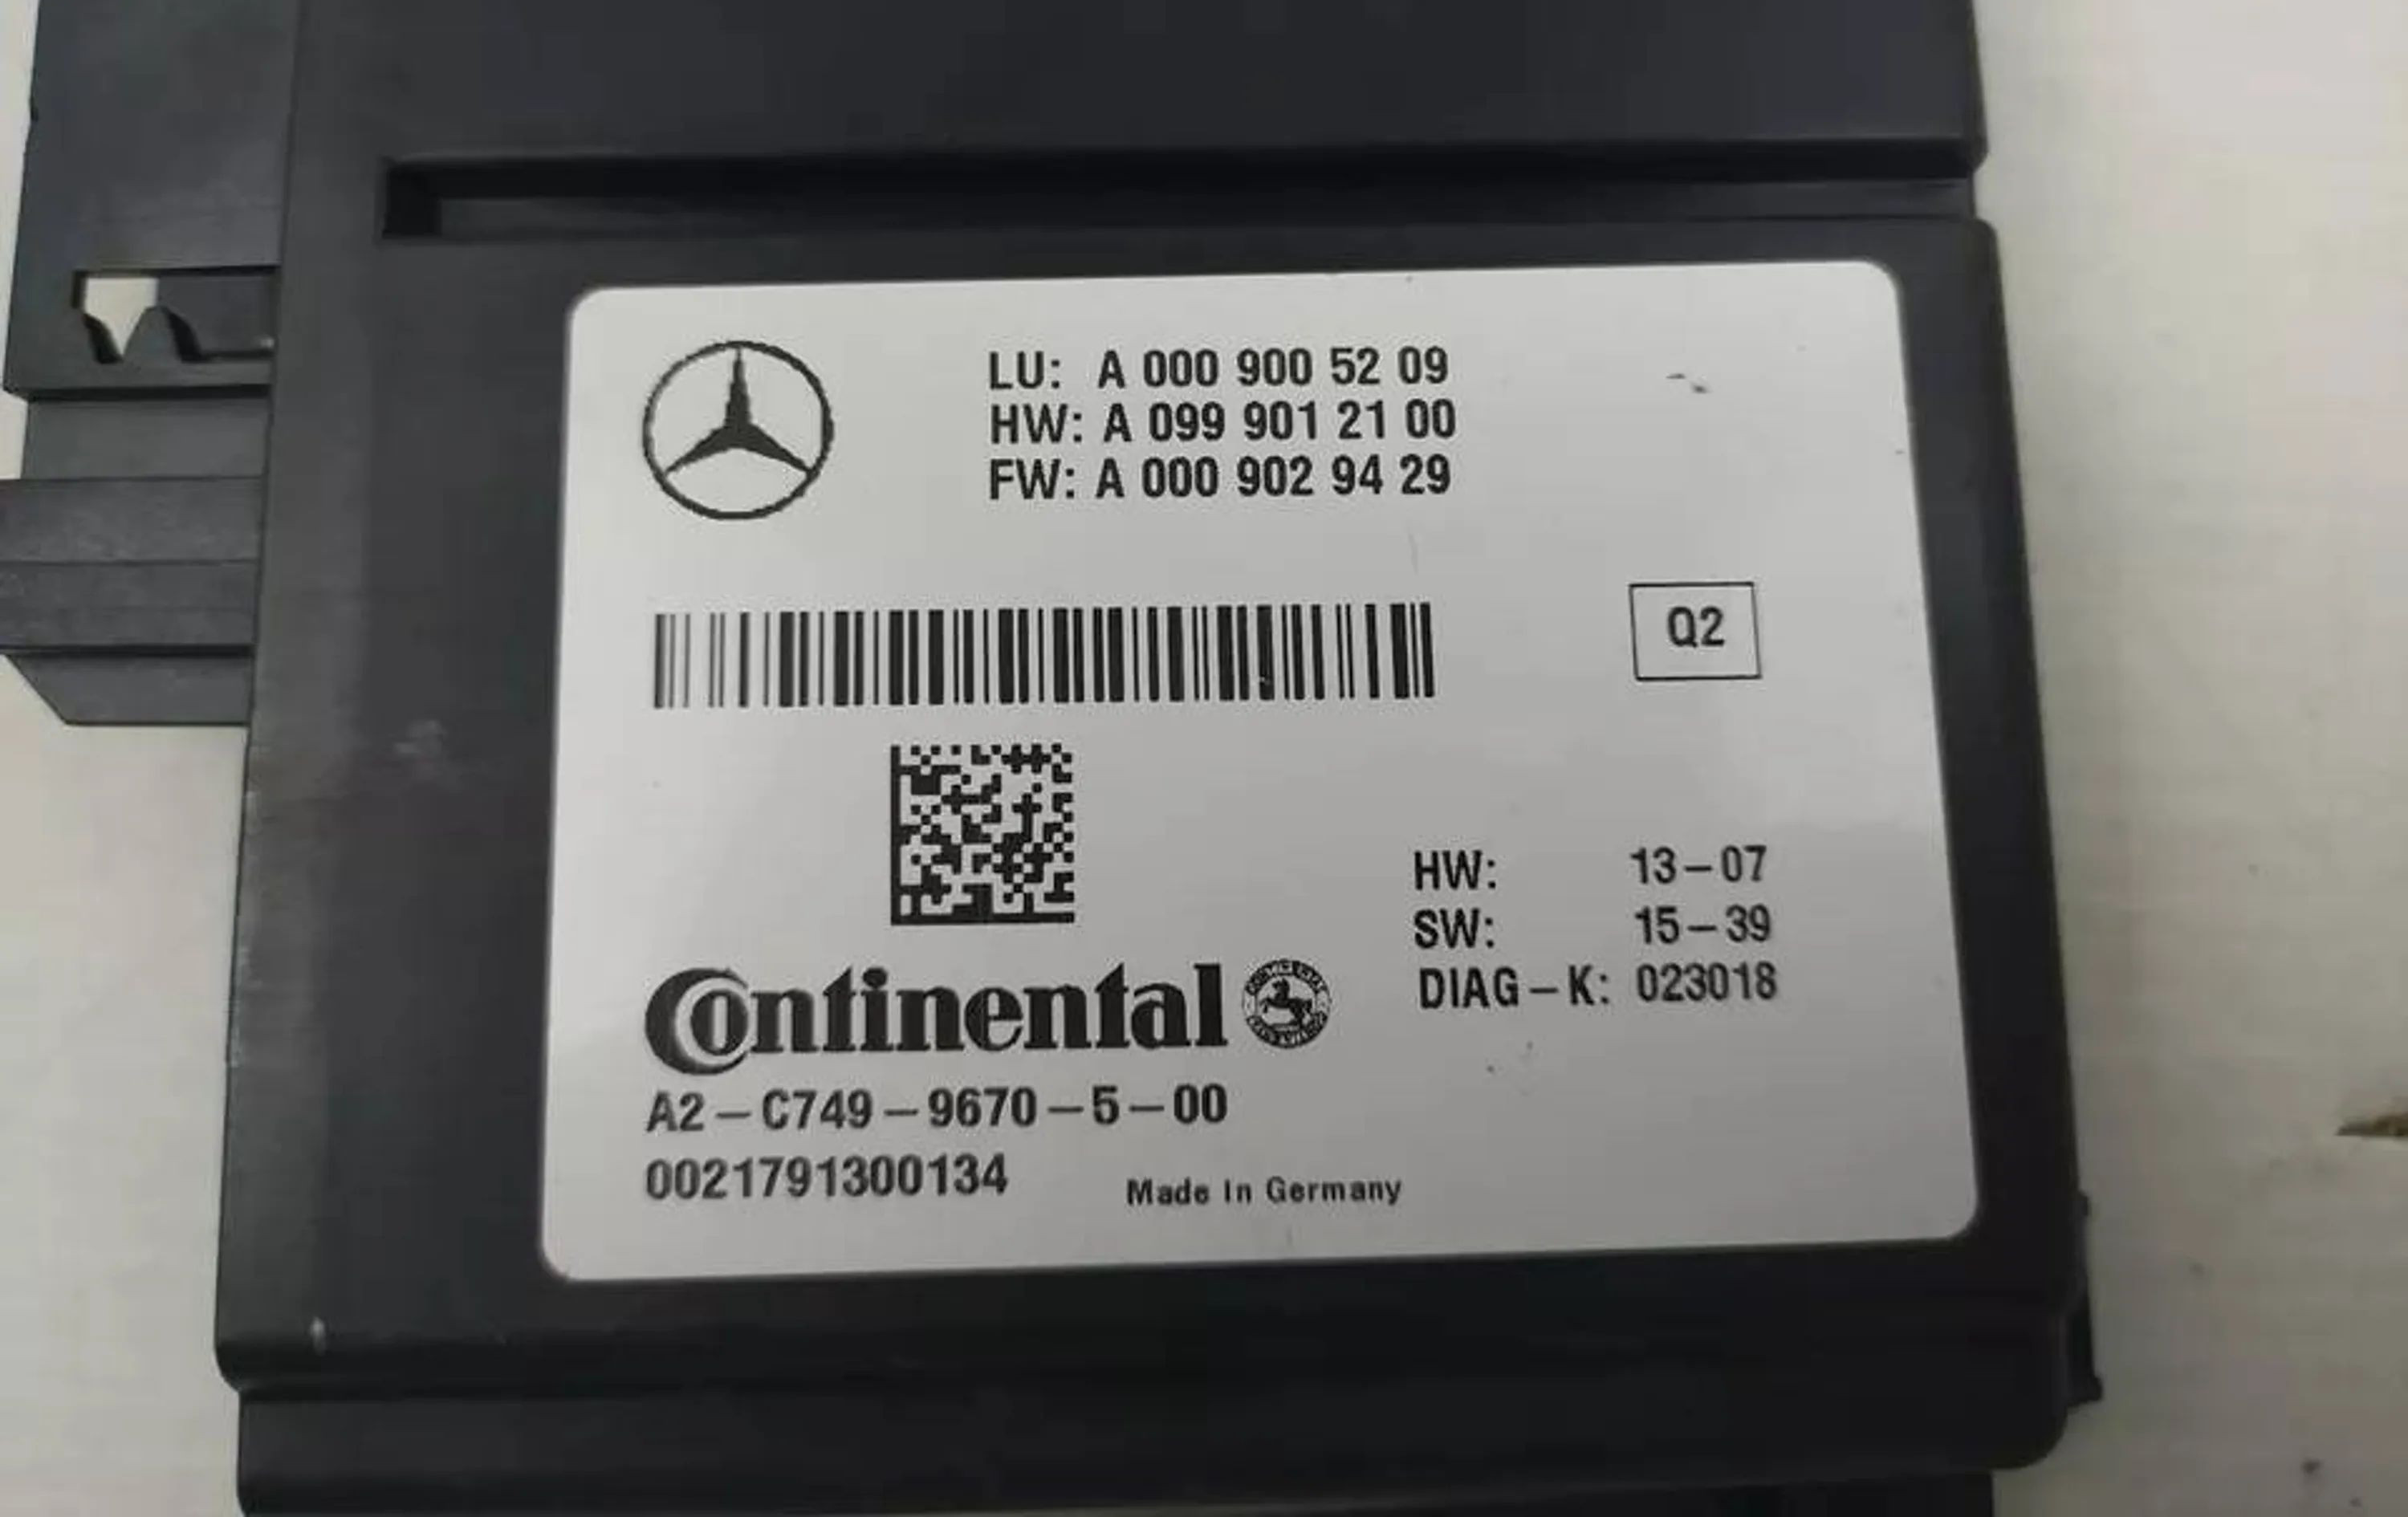 LU: A 000 900 52 09
HW: A 099 901 21 00
FW: A 000 902 94 29
Q2
HW: 13-07
SW: 15-39
DIAG-K: 023018
Continental
A2-C749-9670-5-00
0021791300134
Made In Germany